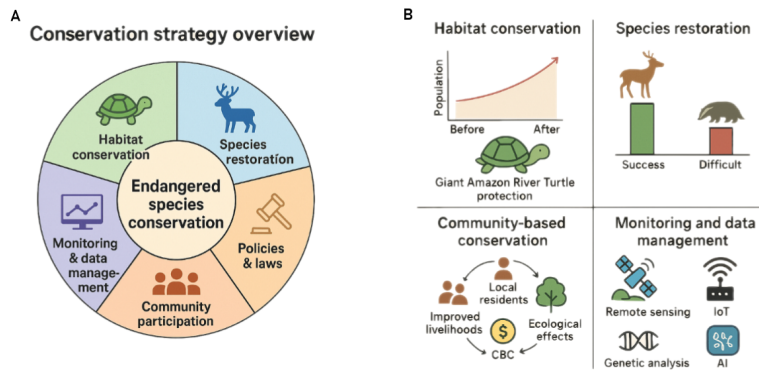 A
Conservation strategy overview
Habitat
conservation
Species
restoration
Endangered
species
conservation
Monitoring
& data
manage-
ment
Policies
& laws
Community
participation
B
Habitat conservation
Population
Before
After
Giant Amazon River Turtle
protection
Species restoration
Success
Difficult
Community-based
conservation
Local
residents
Improved
livelihoods
$
Ecological
effects
CBC
Monitoring and data
management
Remote sensing
IoT
Genetic analysis
AI